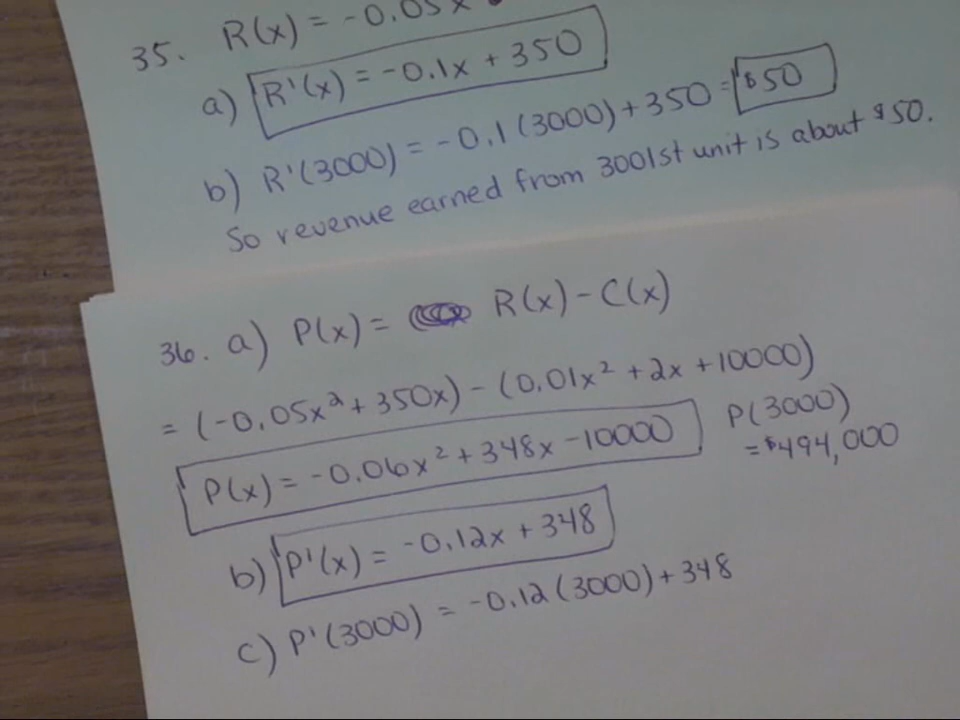 35. R(x) = -0.05x
a) R'(x) = -0.1x + 350
b) R'(3000) = -0.1(3000)+350 = $50
So revenue earned from 3001st unit is about $50.
36. a) P(x) = R(x) - C(x)
= (-0.05x² + 350x) - (0.01x² + 2x + 10000)
P(x) = -0.06x² + 348x - 10000
P(3000)
= $494,000
b) P'(x) = -0.12x + 348
c) P'(3000) = -0.12(3000) + 348